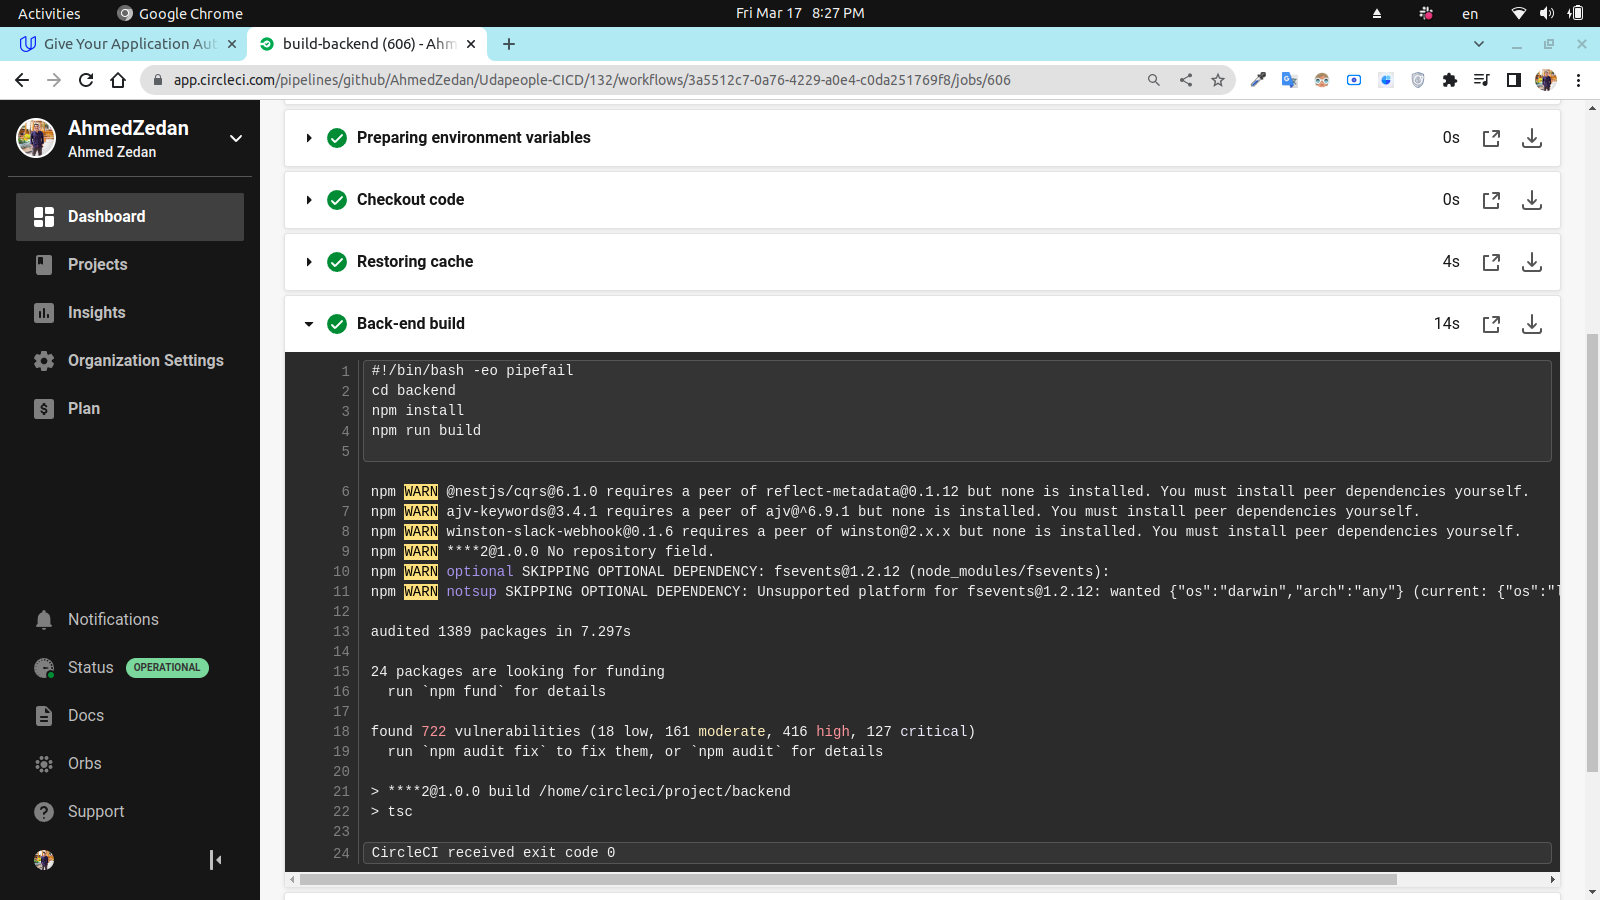 Activities
Google Chrome
Fri Mar 17 8:27 PM
en
Give Your Application Aut
build-backend (606) - Ahm
app.circleci.com/pipelines/github/AhmedZedan/Udapeople-CICD/132/workflows/3a5512c7-0a76-4229-a0e4-c0da251769f8/jobs/606
AhmedZedan
Ahmed Zedan
Dashboard
Projects
Insights
Organization Settings
Plan
Notifications
Status OPERATIONAL
Docs
Orbs
Support
Preparing environment variables 0s
Checkout code 0s
Restoring cache 4s
Back-end build 14s
1 #!/bin/bash -eo pipefail
2 cd backend
3 npm install
4 npm run build
5
6 npm WARN @nestjs/cqrs@6.1.0 requires a peer of reflect-metadata@0.1.12 but none is installed. You must install peer dependencies yourself.
7 npm WARN ajv-keywords@3.4.1 requires a peer of ajv@^6.9.1 but none is installed. You must install peer dependencies yourself.
8 npm WARN winston-slack-webhook@0.1.6 requires a peer of winston@2.x.x but none is installed. You must install peer dependencies yourself.
9 npm WARN ****2@1.0.0 No repository field.
10 npm WARN optional SKIPPING OPTIONAL DEPENDENCY: fsevents@1.2.12 (node_modules/fsevents):
11 npm WARN notsup SKIPPING OPTIONAL DEPENDENCY: Unsupported platform for fsevents@1.2.12: wanted {"os":"darwin","arch":"any"} (current: {"os":"l
12
13 audited 1389 packages in 7.297s
14
15 24 packages are looking for funding
16 run `npm fund` for details
17
18 found 722 vulnerabilities (18 low, 161 moderate, 416 high, 127 critical)
19 run `npm audit fix` to fix them, or `npm audit` for details
20
21 > ****2@1.0.0 build /home/circleci/project/backend
22 > tsc
23
24 CircleCI received exit code 0